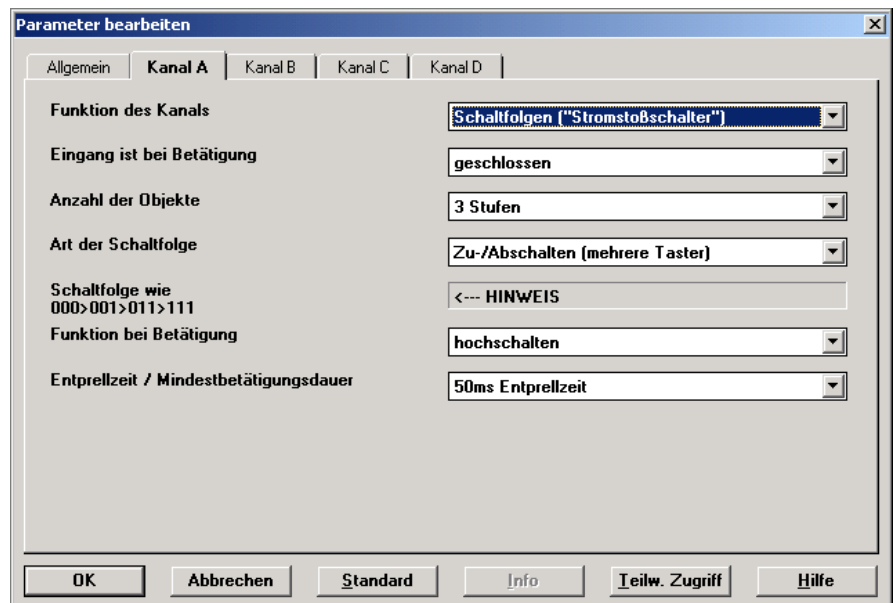 Parameter bearbeiten
Allgemein Kanal A Kanal B Kanal C Kanal D
Funktion des Kanals Schaltfolgen ("Stromstoßschalter")
Eingang ist bei Betätigung geschlossen
Anzahl der Objekte 3 Stufen
Art der Schaltfolge Zu-/Abschalten (mehrere Taster)
Schaltfolge wie
000>001>011>111 <--- HINWEIS
Funktion bei Betätigung hochschalten
Entprellzeit / Mindestbetätigungsdauer 50ms Entprellzeit
OK Abbrechen Standard Info Teilw. Zugriff Hilfe